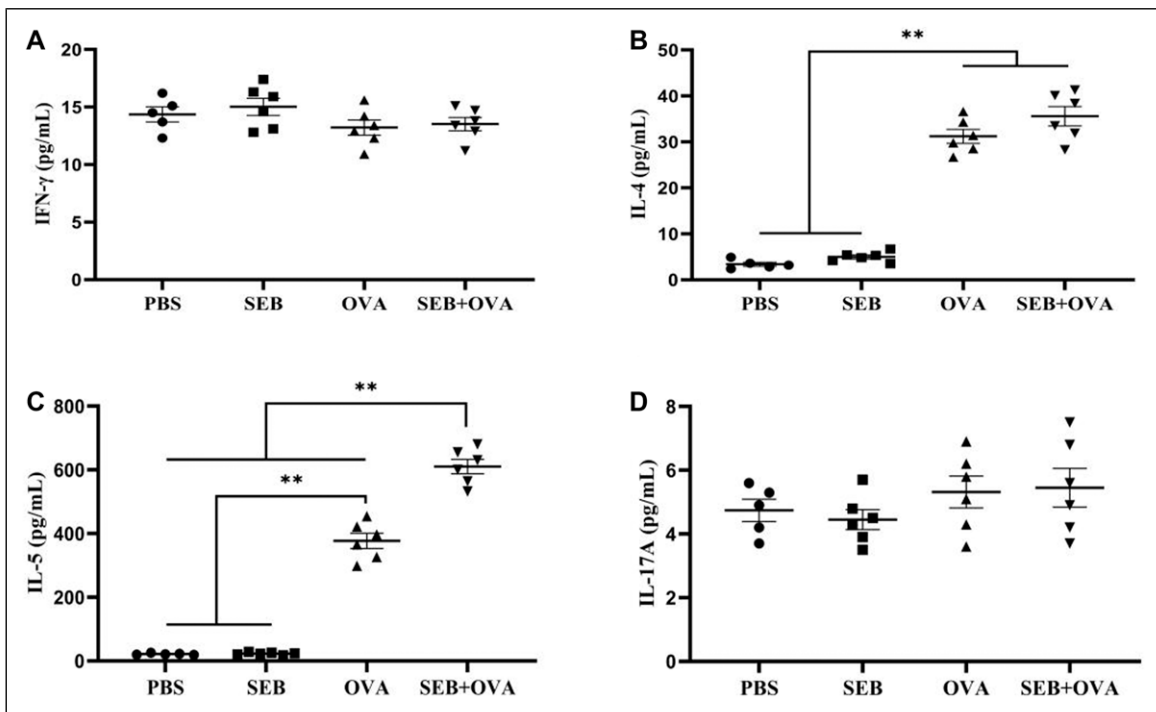 A
IFN-γ (pg/mL)
20
15
10
5
0
PBS SEB OVA SEB+OVA
B
**
IL-4 (pg/mL)
50
40
30
20
10
0
PBS SEB OVA SEB+OVA
C
**
**
IL-5 (pg/mL)
800
600
400
200
0
PBS SEB OVA SEB+OVA
D
IL-17A (pg/mL)
8
6
4
2
0
PBS SEB OVA SEB+OVA